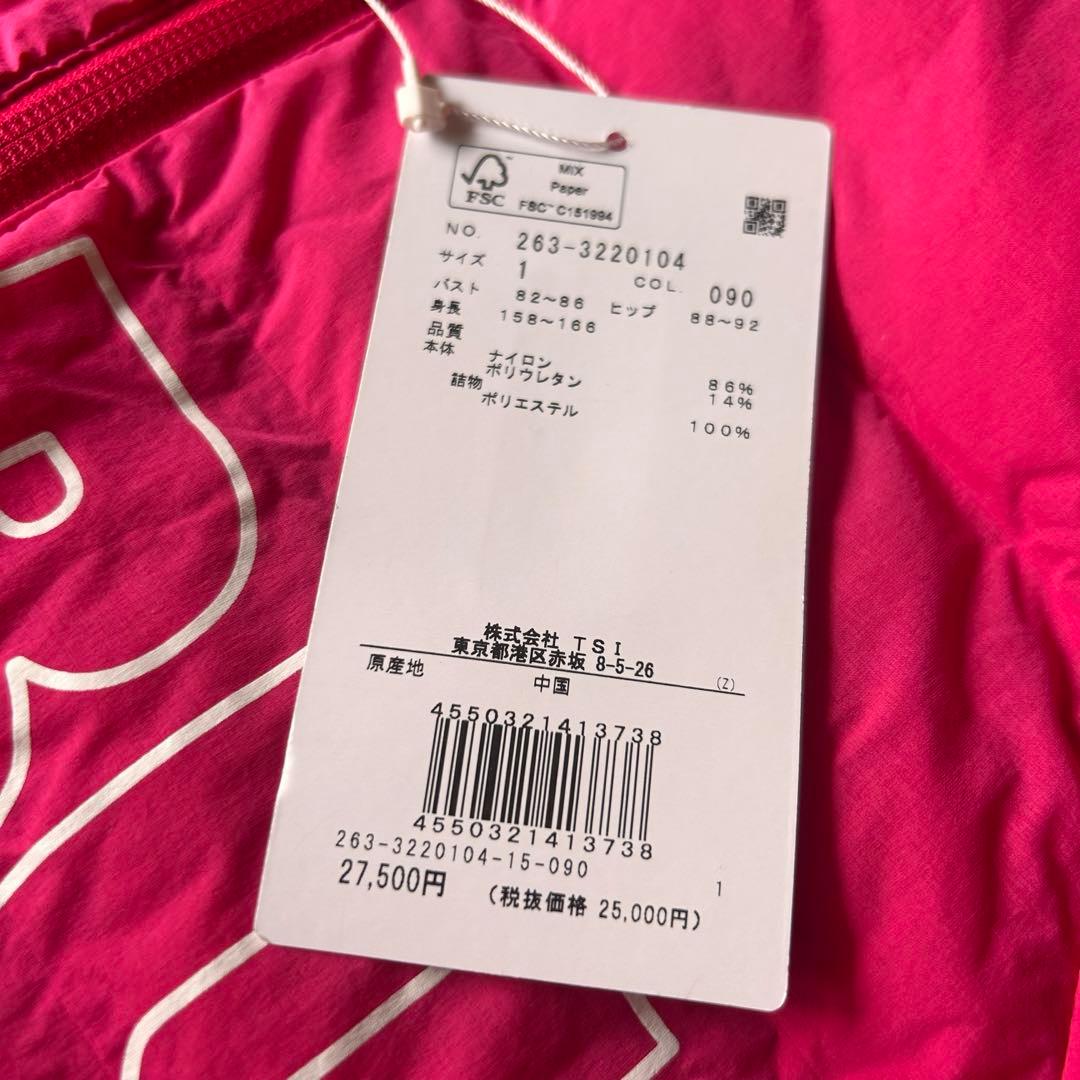 FSC™
MIX
Paper
FSC™ C151994
NO. 263-3220104
サイズ 1 COL. 090
バスト 82～86 ヒップ 88～92
身長 158～166
品質
本体 ナイロン 86%
ポリウレタン 14%
詰物 ポリエステル 100%
株式会社 TSI
東京都港区赤坂 8-5-26 (Z)
原産地 中国
4550321413738
4550321413738
263-3220104-15-090 1
27,500円 (税抜価格 25,000円)